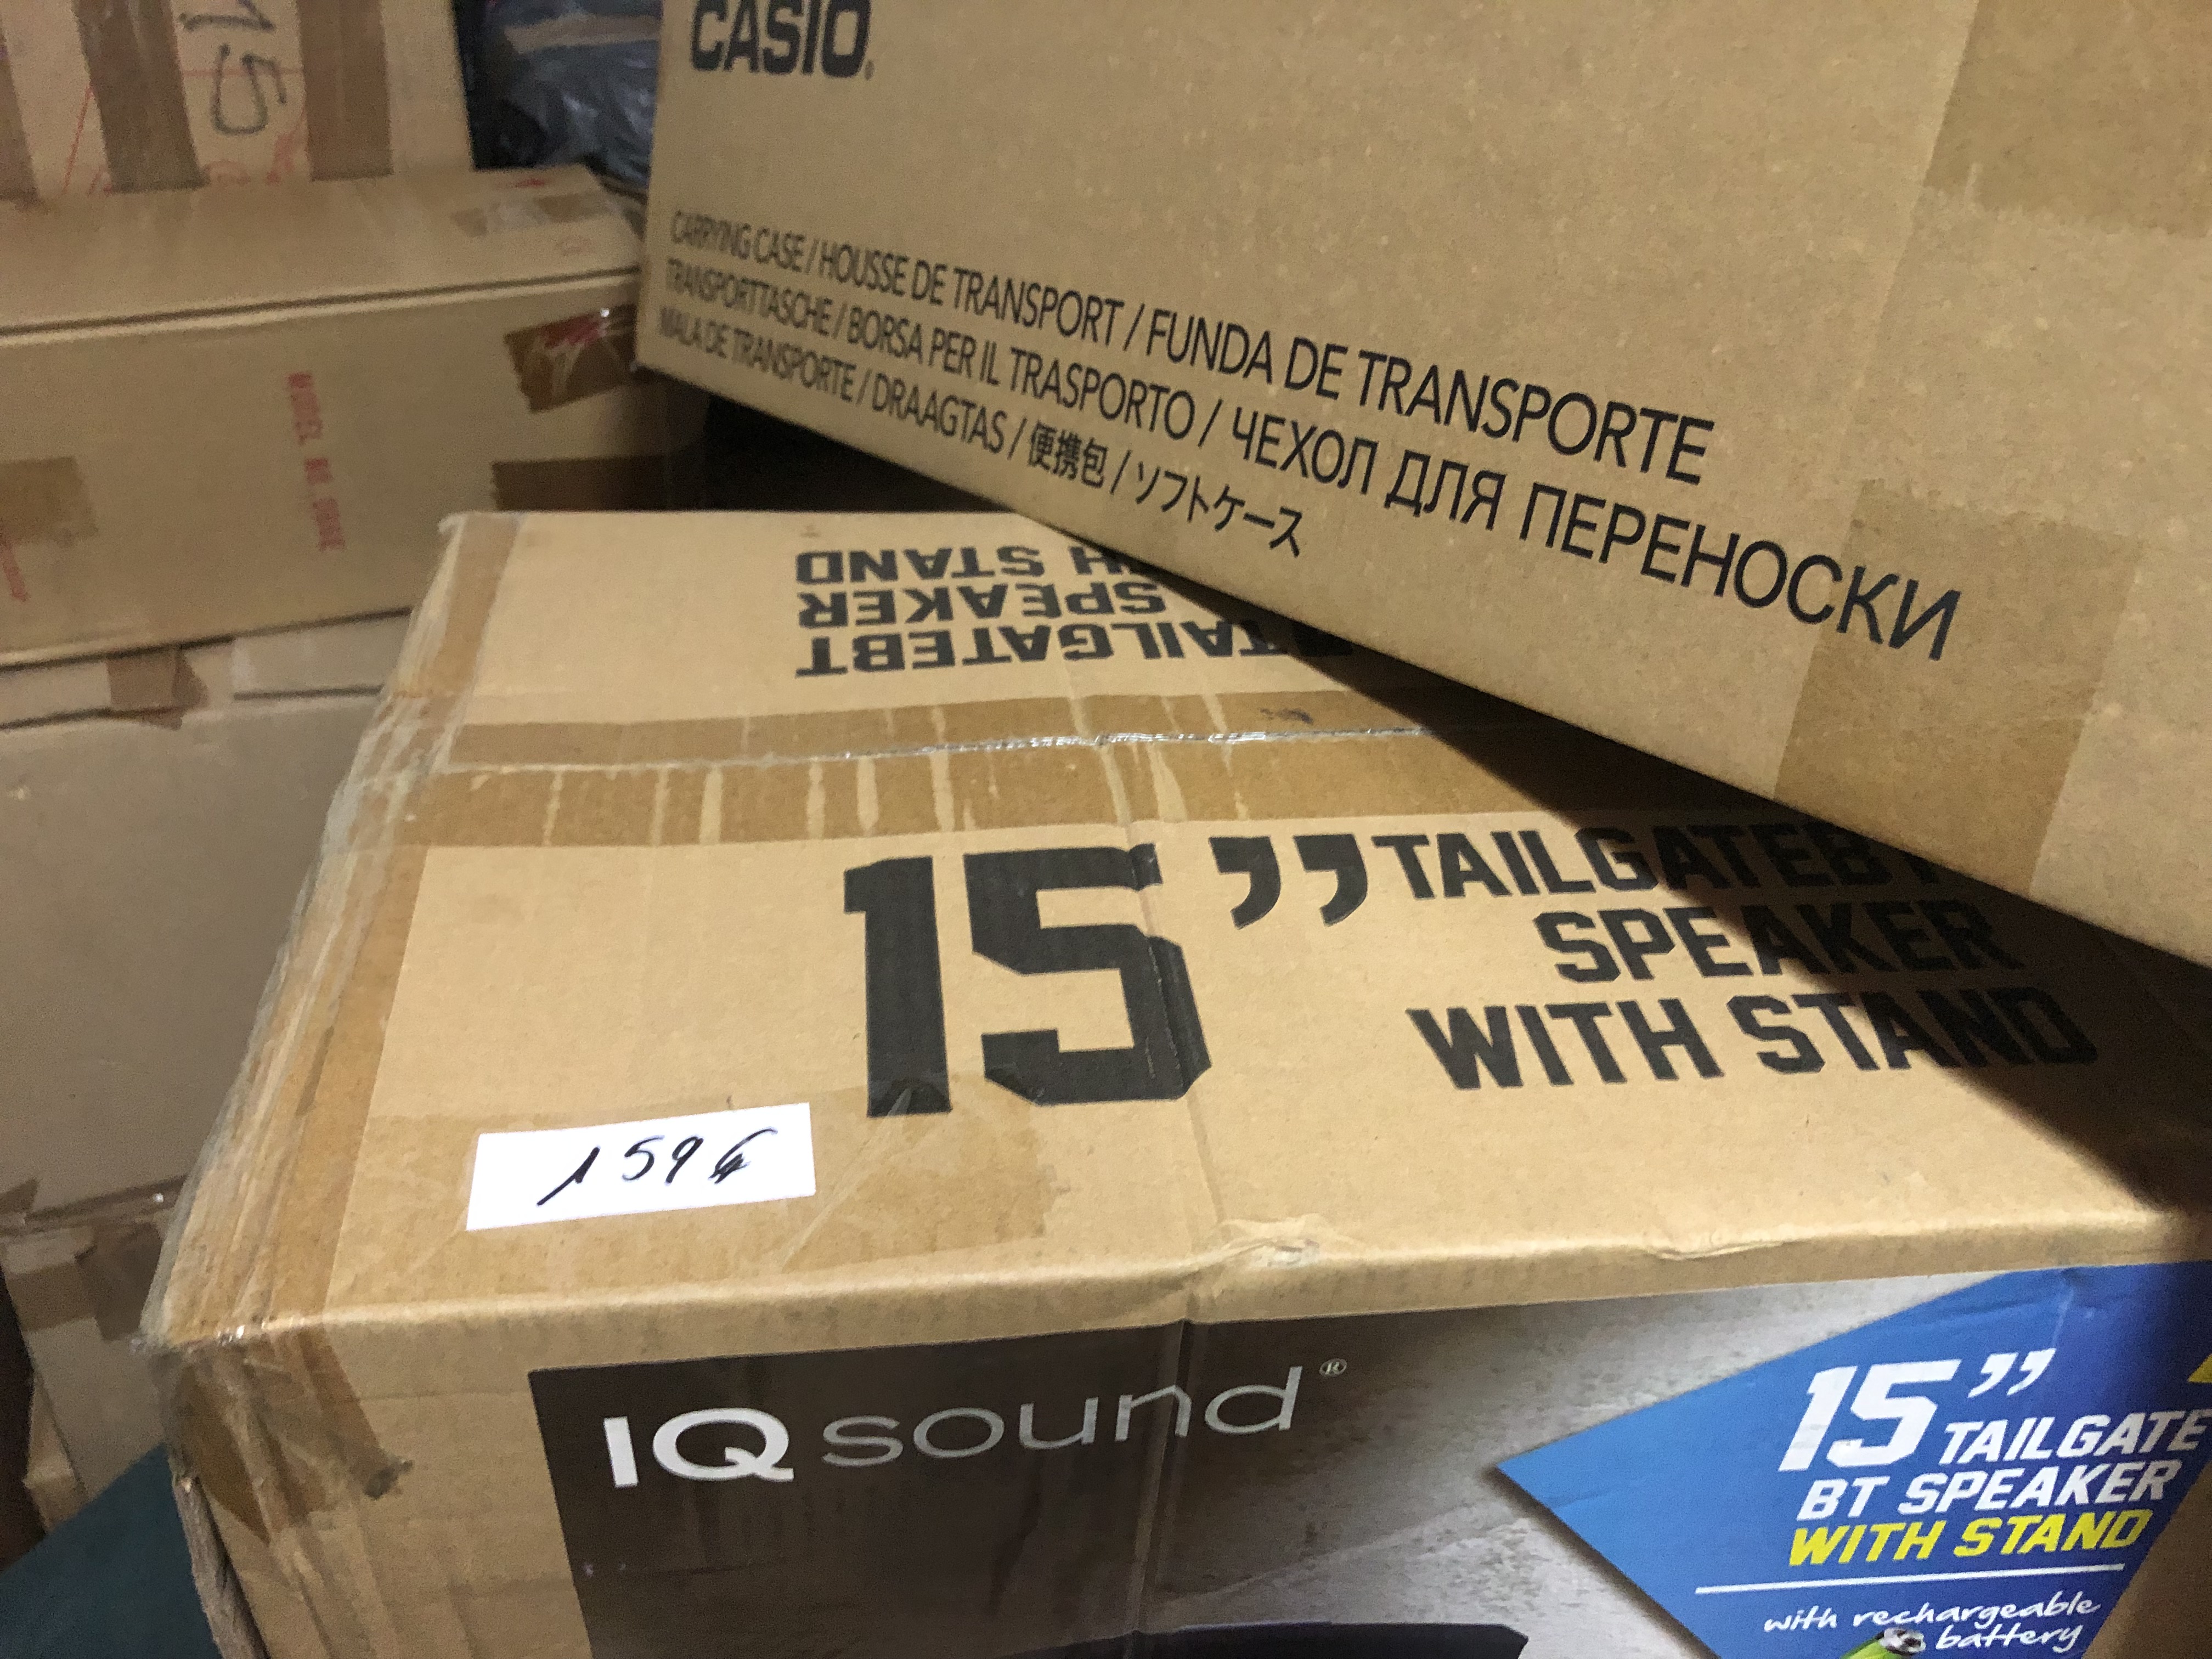 15
CASIO®
CARRYING CASE / HOUSSE DE TRANSPORT / FUNDA DE TRANSPORTE
TRANSPORTTASCHE / BORSA PER IL TRASPORTO / ЧЕХОЛ ДЛЯ ПЕРЕНОСКИ
MALA DE TRANSPORTE / DRAAGTAS / 便携包 / ソフトケース
TAILGATEBT
SPEAKER
H STAND
15” TAILGATEBT
SPEAKER
WITH STAND
159€
IQ sound®
15” TAILGATE
BT SPEAKER
WITH STAND
with rechargeable
battery